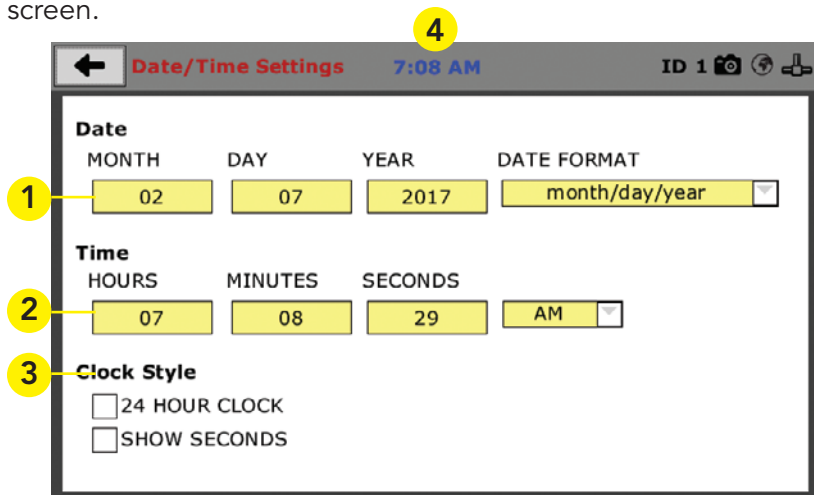 screen.
4
Date/Time Settings 7:08 AM ID 1
Date
MONTH DAY YEAR DATE FORMAT
1 02 07 2017 month/day/year
Time
HOURS MINUTES SECONDS
2 07 08 29 AM
3 Clock Style
24 HOUR CLOCK
SHOW SECONDS